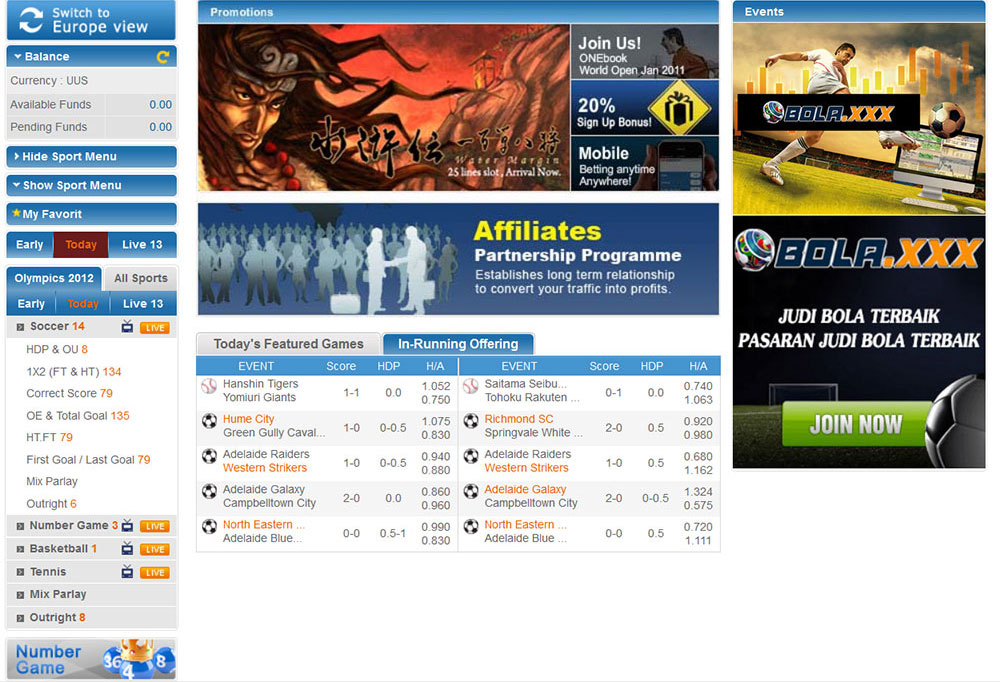 Switch to
Europe view
Balance
Currency : UUS
Available Funds 0.00
Pending Funds 0.00
Hide Sport Menu
Show Sport Menu
My Favorit
Early Today Live 13
Olympics 2012 All Sports
Early Today Live 13
Soccer 14 LIVE
HDP & OU 8
1X2 (FT & HT) 134
Correct Score 79
OE & Total Goal 135
HT.FT 79
First Goal / Last Goal 79
Mix Parlay
Outright 6
Number Game 3 LIVE
Basketball 1 LIVE
Tennis LIVE
Mix Parlay
Outright 8
Number
Game
36
4
8
Promotions
水滸伝
一百零八将
Water Margin
25 lines slot, Arrival Now.
Join Us!
ONEbook
World Open Jan 2011
20%
Sign Up Bonus!
Mobile
Betting anytime
Anywhere!
Affiliates
Partnership Programme
Establishes long term relationship
to convert your traffic into profits.
Today's Featured Games In-Running Offering
EVENT Score HDP H/A EVENT Score HDP H/A
Hanshin Tigers
Yomiuri Giants
1-1 0.0
1.052
0.750
Saitama Seibu...
Tohoku Rakuten ...
0-1 0.0
0.740
1.063
Hume City
Green Gully Caval...
1-0 0-0.5
1.075
0.830
Richmond SC
Springvale White ...
2-0 0.5
0.920
0.980
Adelaide Raiders
Western Strikers
1-0 0-0.5
0.940
0.880
Adelaide Raiders
Western Strikers
1-0 0.5
0.680
1.162
Adelaide Galaxy
Campbelltown City
2-0 0.0
0.860
0.960
Adelaide Galaxy
Campbelltown City
2-0 0-0.5
1.324
0.575
North Eastern ...
Adelaide Blue...
0-0 0.5-1
0.990
0.830
North Eastern ...
Adelaide Blue ...
0-0 0.5
0.720
1.111
Events
BOLA.XXX
BOLA.XXX
JUDI BOLA TERBAIK
PASARAN JUDI BOLA TERBAIK
JOIN NOW